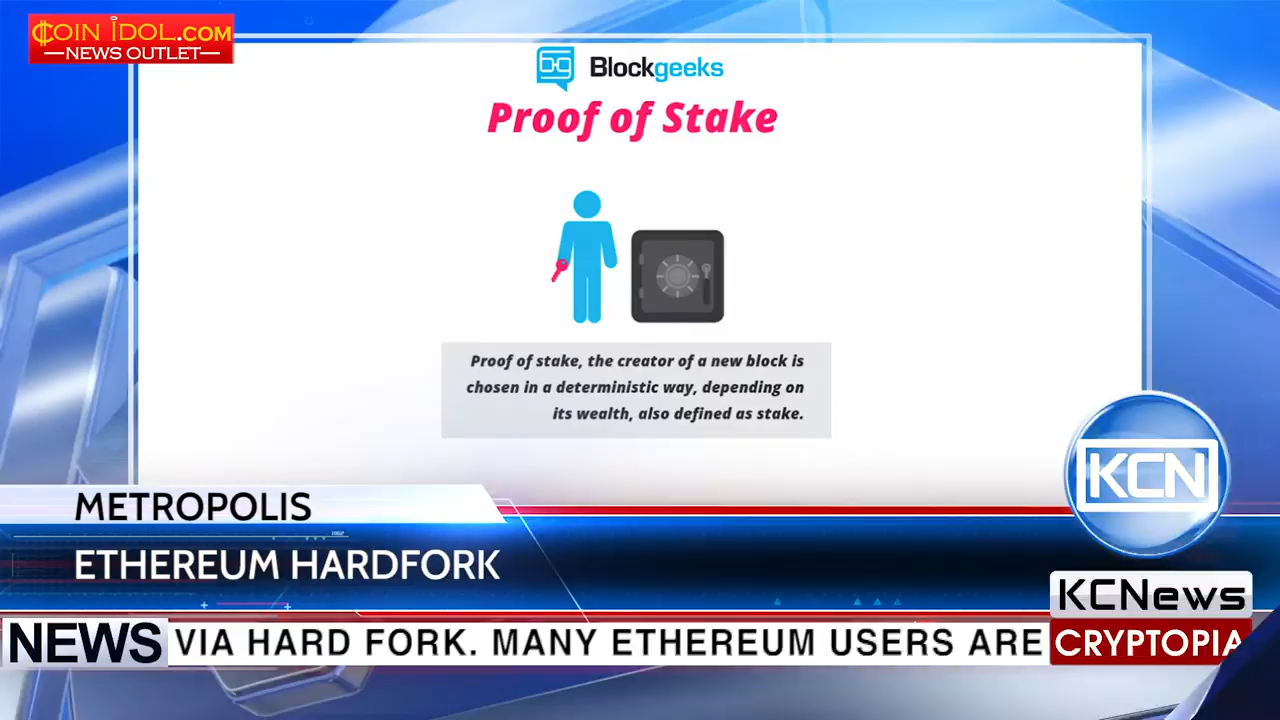 COIN IDOL.COM
NEWS OUTLET
Blockgeeks
Proof of Stake
Proof of stake, the creator of a new block is
chosen in a deterministic way, depending on
its wealth, also defined as stake.
KCN
METROPOLIS
ETHEREUM HARDFORK
KCNews
NEWS VIA HARD FORK. MANY ETHEREUM USERS ARE
CRYPTOPIA